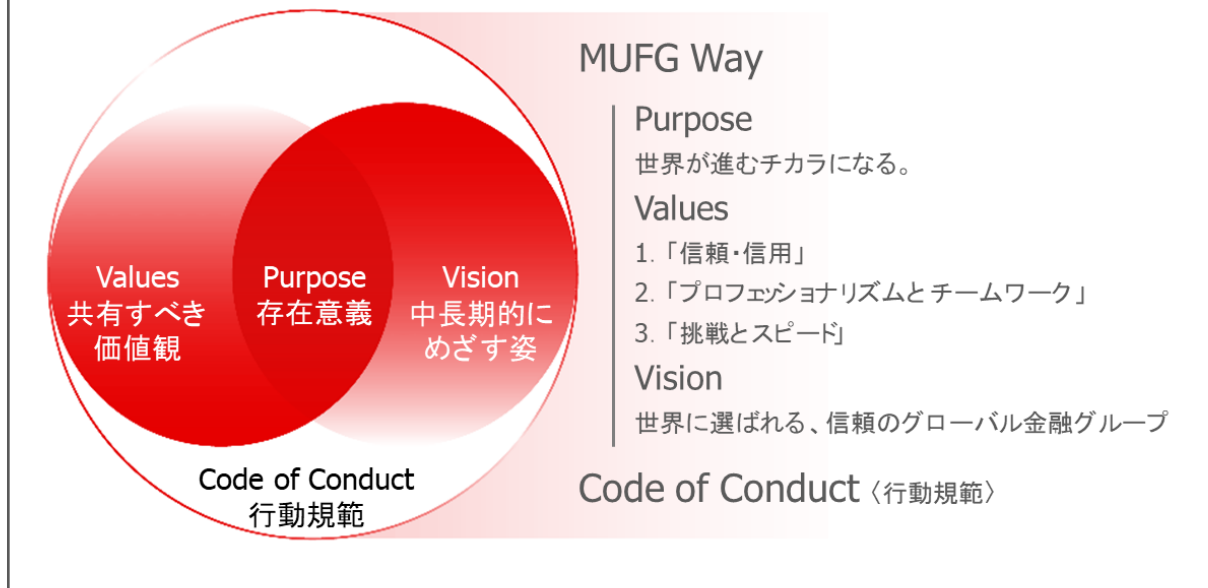 MUFG Way
Purpose
世界が進むチカラになる。
Values
1. 「信頼・信用」
2. 「プロフェッショナリズムとチームワーク」
3. 「挑戦とスピード」
Vision
世界に選ばれる、信頼のグローバル金融グループ
Code of Conduct 〈行動規範〉
Values
共有すべき
価値観
Purpose
存在意義
Vision
中長期的に
めざす姿
Code of Conduct
行動規範